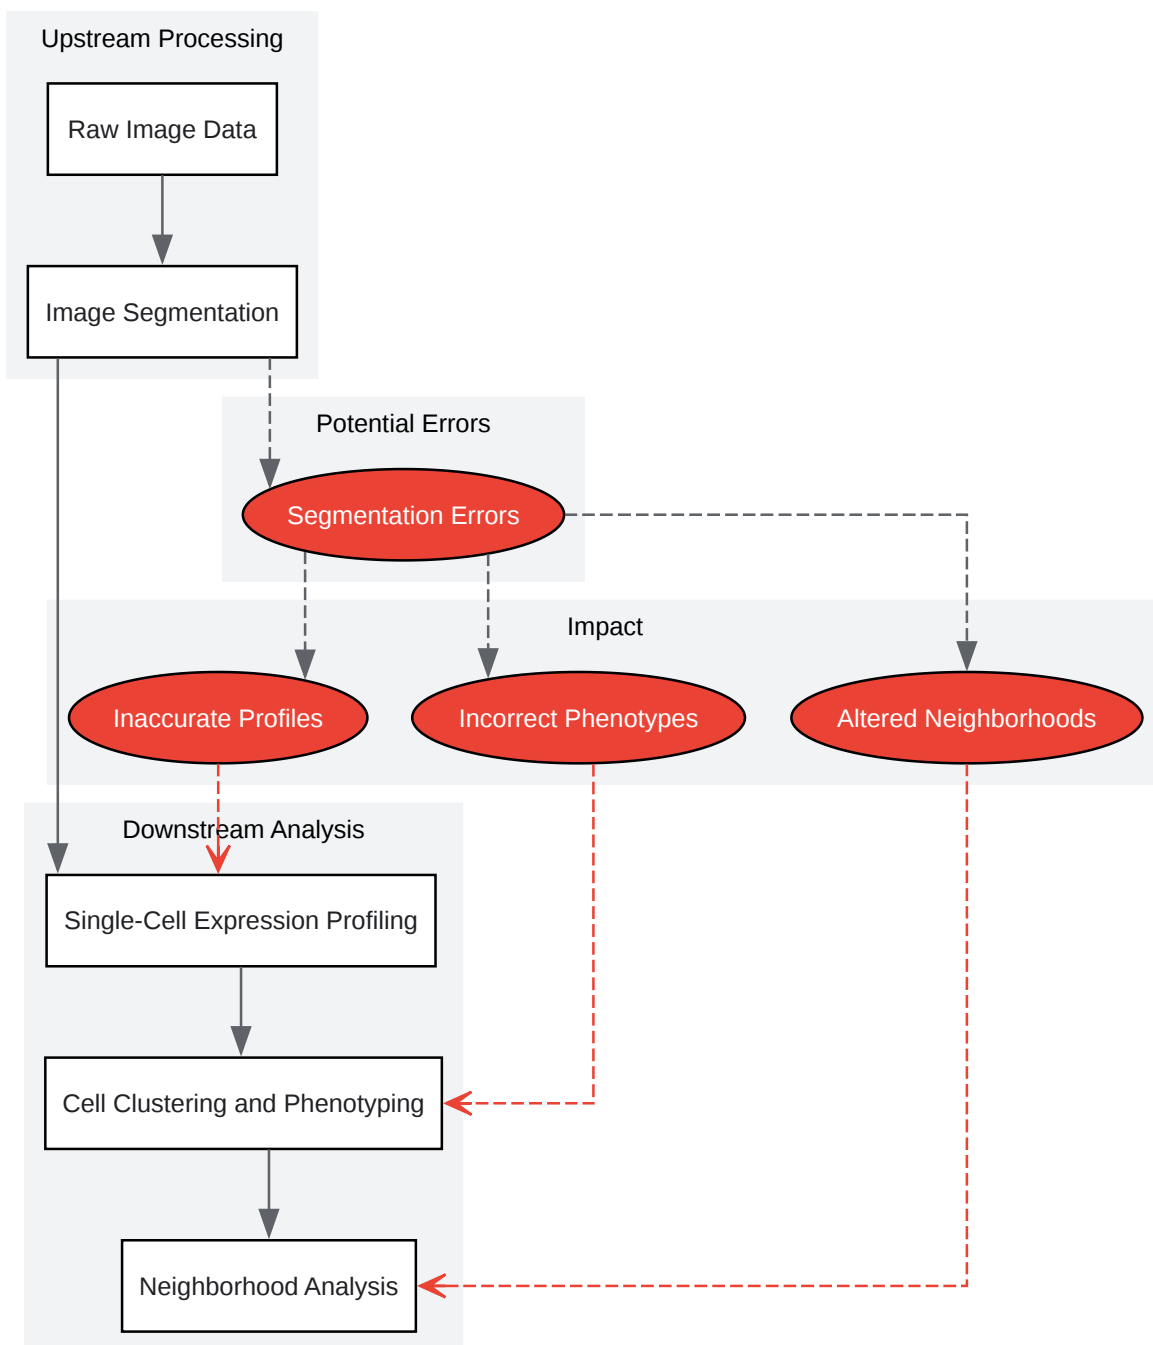 Upstream Processing
Raw Image Data
Image Segmentation
Potential Errors
Segmentation Errors
Impact
Inaccurate Profiles
Incorrect Phenotypes
Altered Neighborhoods
Downstream Analysis
Single-Cell Expression Profiling
Cell Clustering and Phenotyping
Neighborhood Analysis